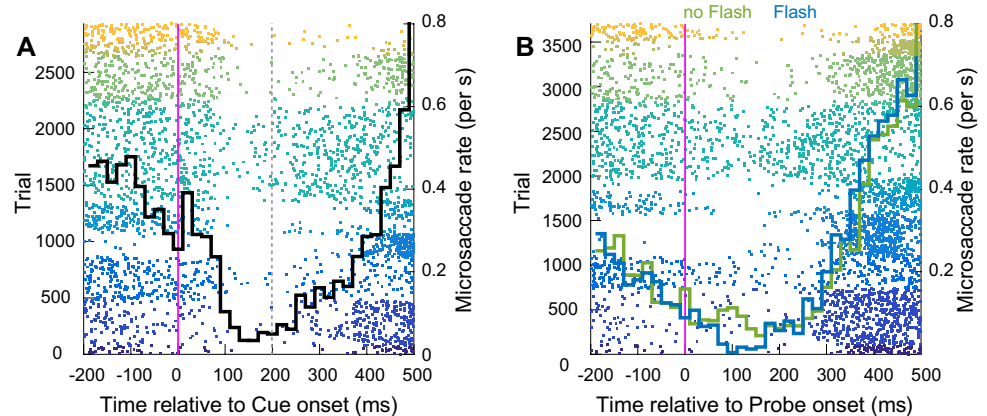 no Flash Flash
A
B
0.8
0.6
0.4
0.2
0
Microsaccade rate (per s)
2500
2000
1500
1000
500
0
Trial
-200 -100 0 100 200 300 400 500
Time relative to Cue onset (ms)
0.8
0.6
0.4
0.2
0
Microsaccade rate (per s)
3500
3000
2500
2000
1500
1000
500
0
Trial
-200 -100 0 100 200 300 400 500
Time relative to Probe onset (ms)